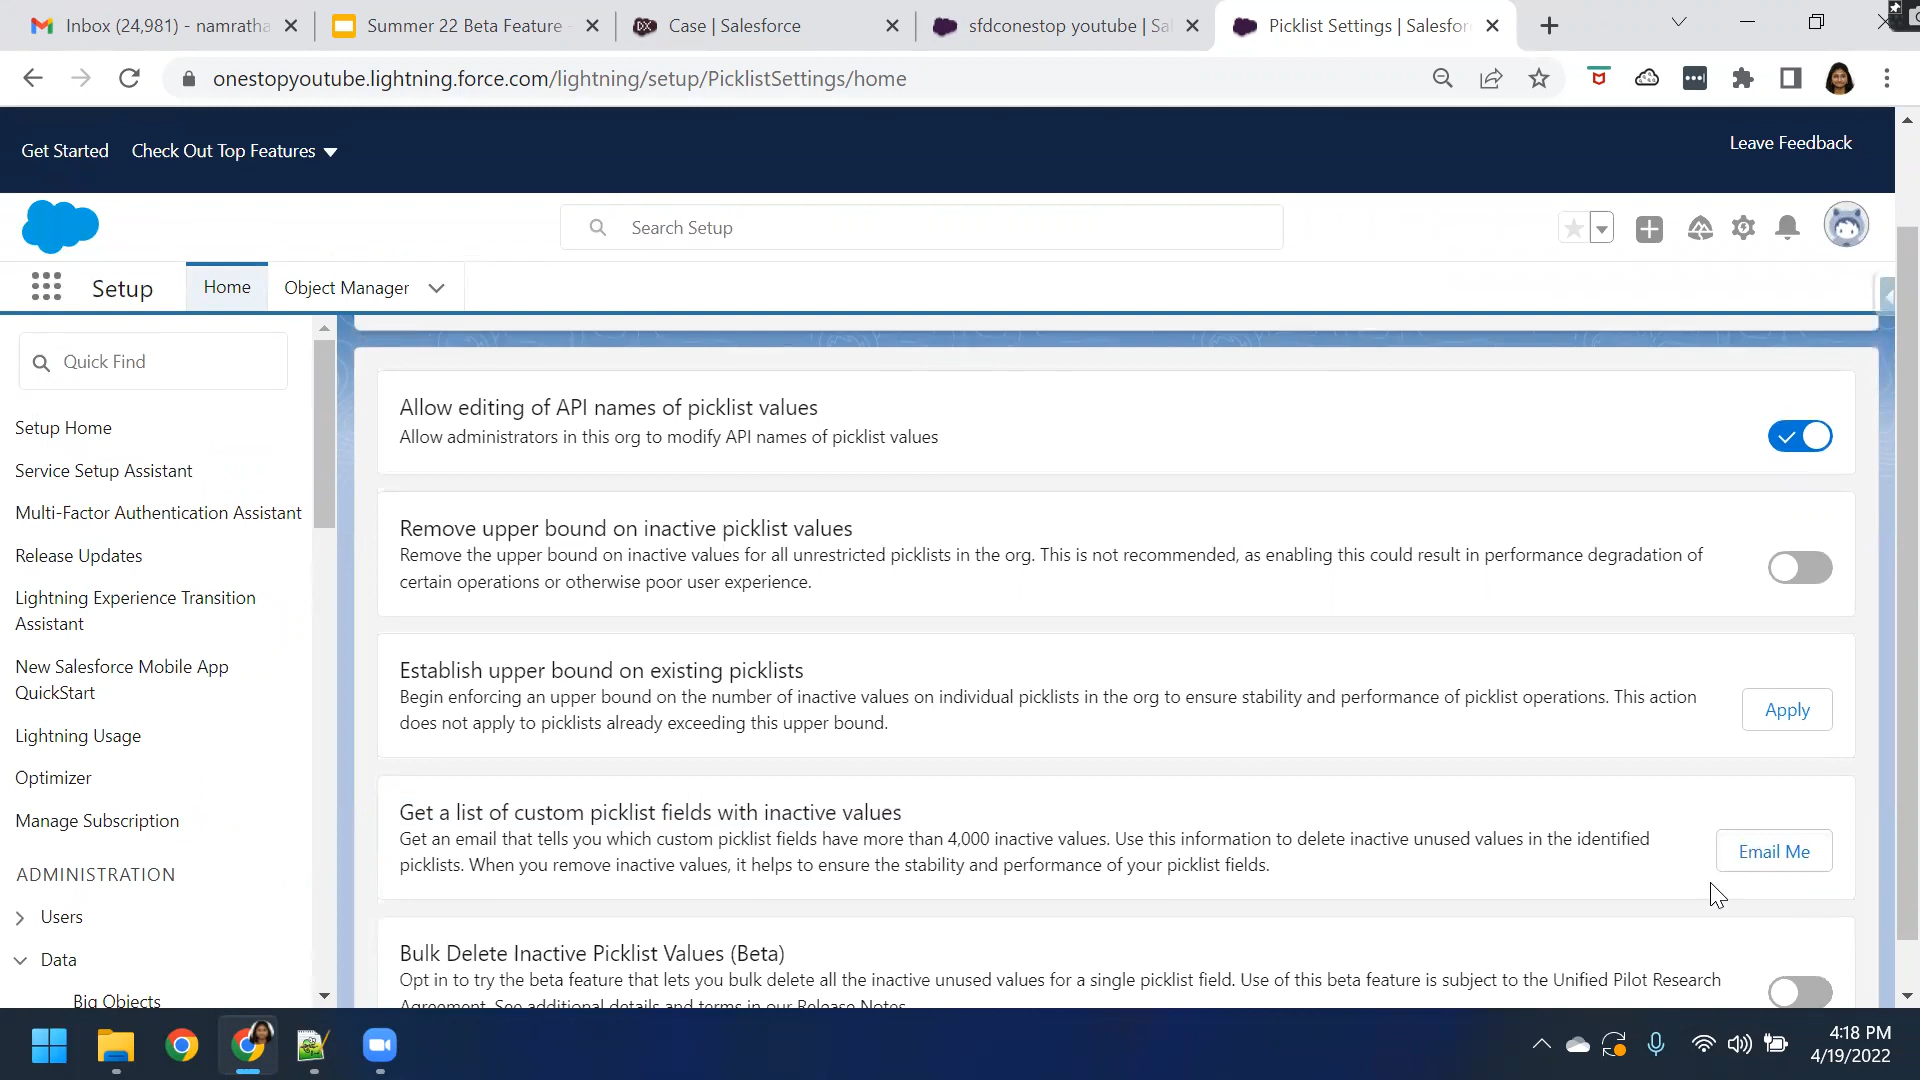 Inbox (24,981) - namratha
Summer 22 Beta Feature -
Case | Salesforce
sfdconestop youtube | Sal
Picklist Settings | Salesforc
onestopyoutube.lightning.force.com/lightning/setup/PicklistSettings/home
Get Started
Check Out Top Features
Leave Feedback
Search Setup
Setup
Home
Object Manager
Quick Find
Setup Home
Service Setup Assistant
Multi-Factor Authentication Assistant
Release Updates
Lightning Experience Transition
Assistant
New Salesforce Mobile App
QuickStart
Lightning Usage
Optimizer
Manage Subscription
ADMINISTRATION
Users
Data
Big Objects
Allow editing of API names of picklist values
Allow administrators in this org to modify API names of picklist values
Remove upper bound on inactive picklist values
Remove the upper bound on inactive values for all unrestricted picklists in the org. This is not recommended, as enabling this could result in performance degradation of
certain operations or otherwise poor user experience.
Establish upper bound on existing picklists
Begin enforcing an upper bound on the number of inactive values on individual picklists in the org to ensure stability and performance of picklist operations. This action
does not apply to picklists already exceeding this upper bound.
Apply
Get a list of custom picklist fields with inactive values
Get an email that tells you which custom picklist fields have more than 4,000 inactive values. Use this information to delete inactive unused values in the identified
picklists. When you remove inactive values, it helps to ensure the stability and performance of your picklist fields.
Email Me
Bulk Delete Inactive Picklist Values (Beta)
Opt in to try the beta feature that lets you bulk delete all the inactive unused values for a single picklist field. Use of this beta feature is subject to the Unified Pilot Research
Agreement. See additional details and terms in our Release Notes.
4:18 PM
4/19/2022